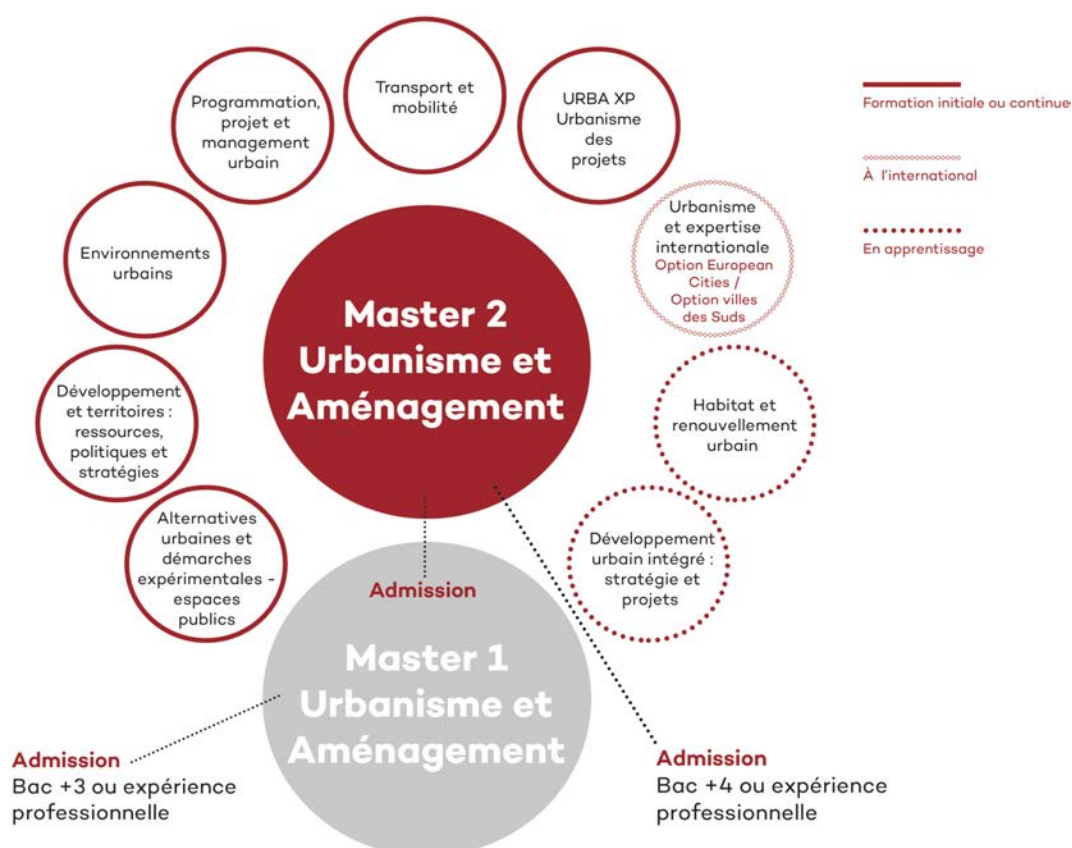 Transport et
mobilité
Programmation,
projet et
management
urbain
URBA XP
Urbanisme
des
projets
Formation initiale ou continue
À l'international
En apprentissage
Environnements
urbains
Urbanisme
et expertise
internationale
Option European
Cities /
Option villes
des Suds
Master 2
Urbanisme et
Aménagement
Développement
et territoires :
ressources,
politiques et
stratégies
Habitat et
renouvellement
urbain
Alternatives
urbaines et
démarches
expérimentales -
espaces
publics
Développement
urbain intégré :
stratégie et
projets
Admission
Master 1
Urbanisme et
Aménagement
Admission
Bac +3 ou expérience
professionnelle
Admission
Bac +4 ou expérience
professionnelle